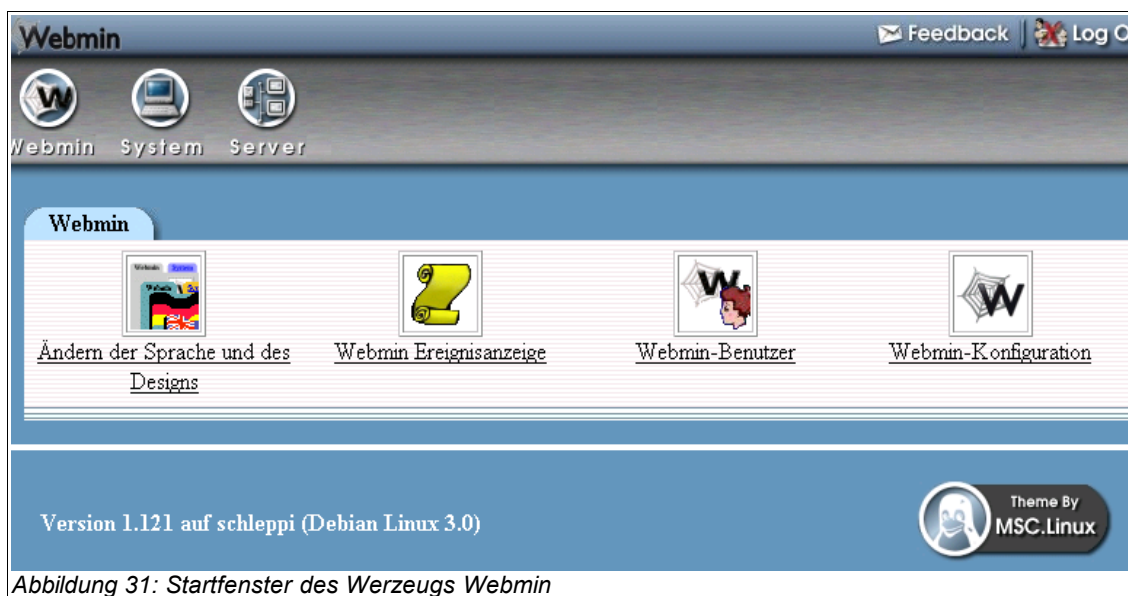 Webmin
Feedback
Log O
Webmin System Server
Webmin
Ändern der Sprache und des Designs
Webmin Ereignisanzeige
Webmin-Benutzer
Webmin-Konfiguration
Version 1.121 auf schleppi (Debian Linux 3.0)
Theme By
MSC.Linux
Abbildung 31: Startfenster des Werzeugs Webmin